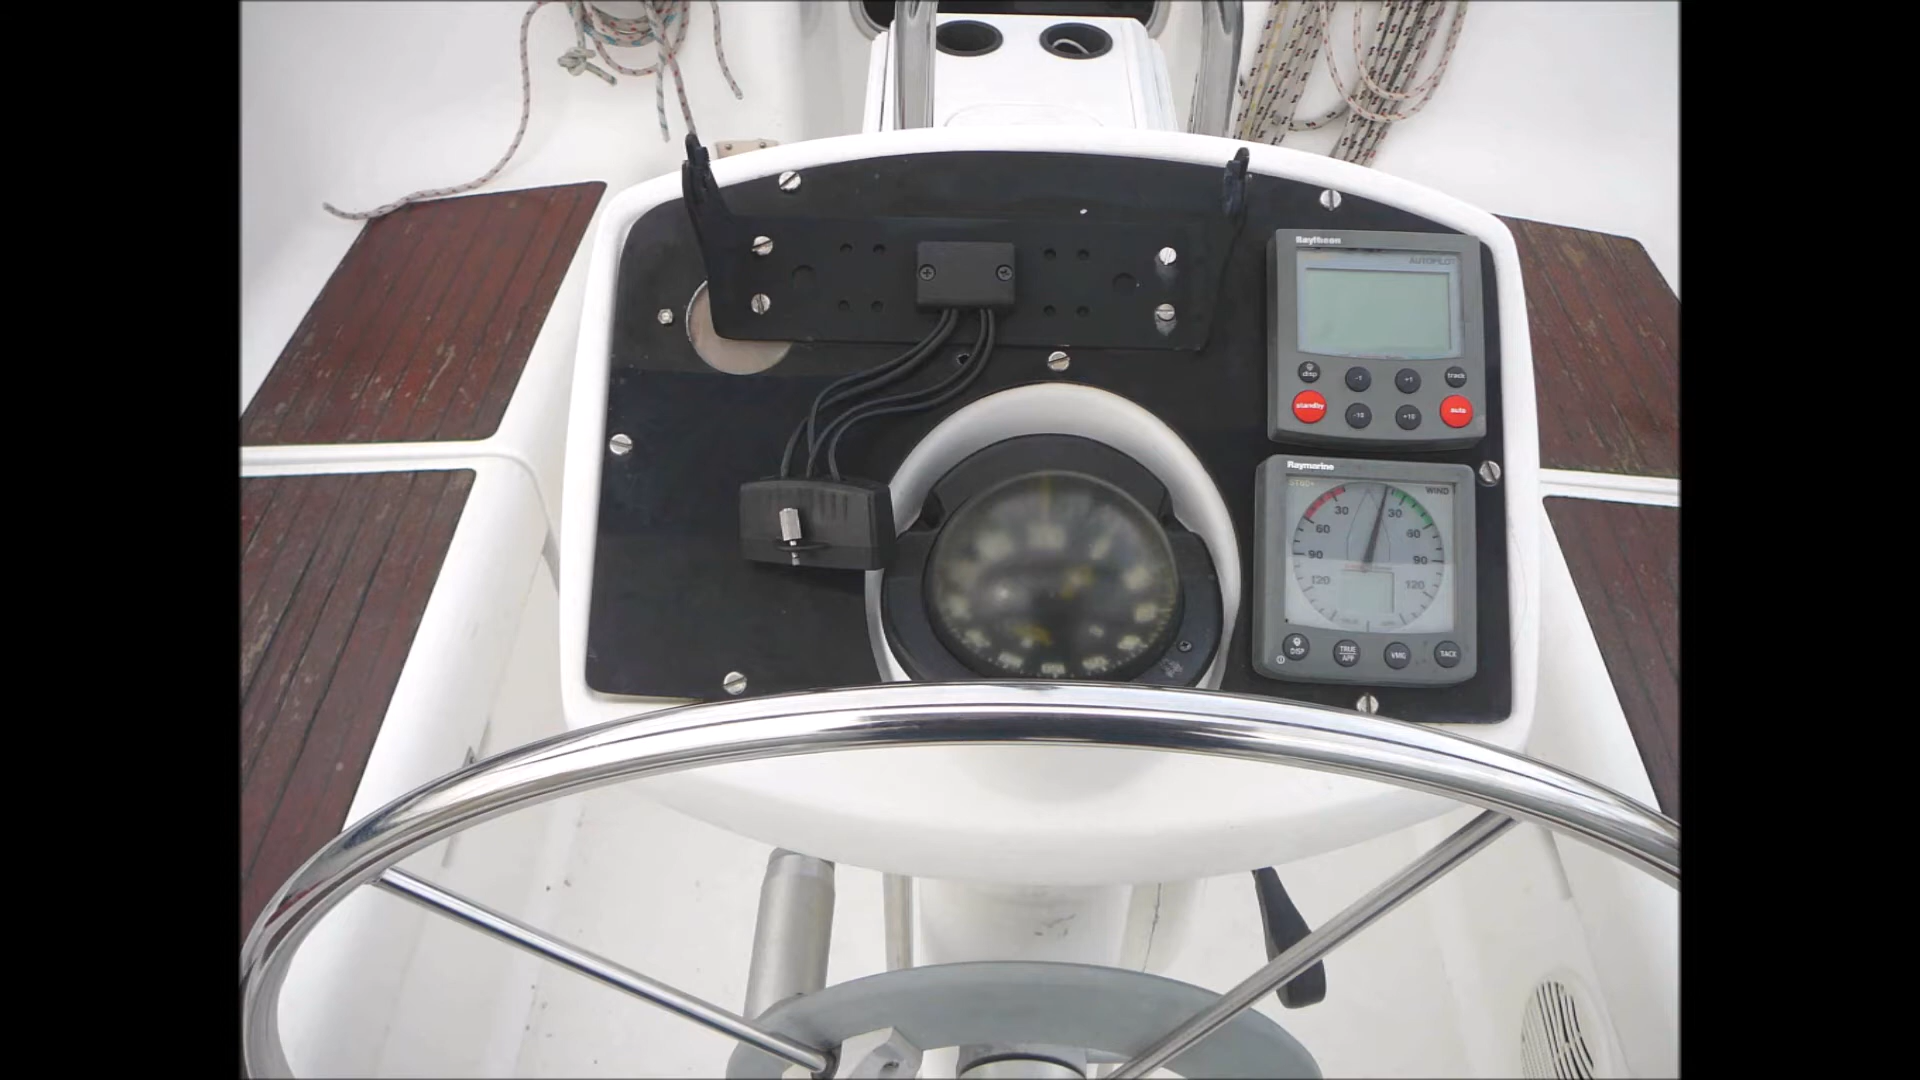 Raytheon
AUTOPILOT
disp
-1
+1
track
standby
-10
+10
auto
Raymarine
ST60+
WIND
30
30
60
60
90
90
120
120
DISP
TRUE
APP
VMG
TACK